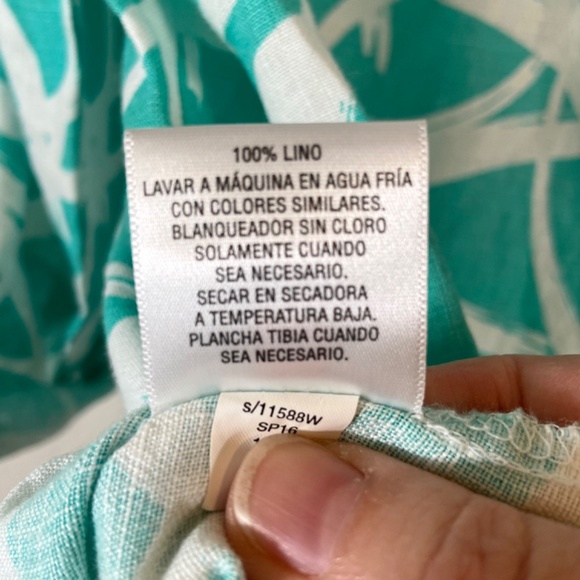 100% LINO
LAVAR A MÁQUINA EN AGUA FRÍA
CON COLORES SIMILARES.
BLANQUEADOR SIN CLORO
SOLAMENTE CUANDO
SEA NECESARIO.
SECAR EN SECADORA
A TEMPERATURA BAJA.
PLANCHA TIBIA CUANDO
SEA NECESARIO.
S/11588W
SP16